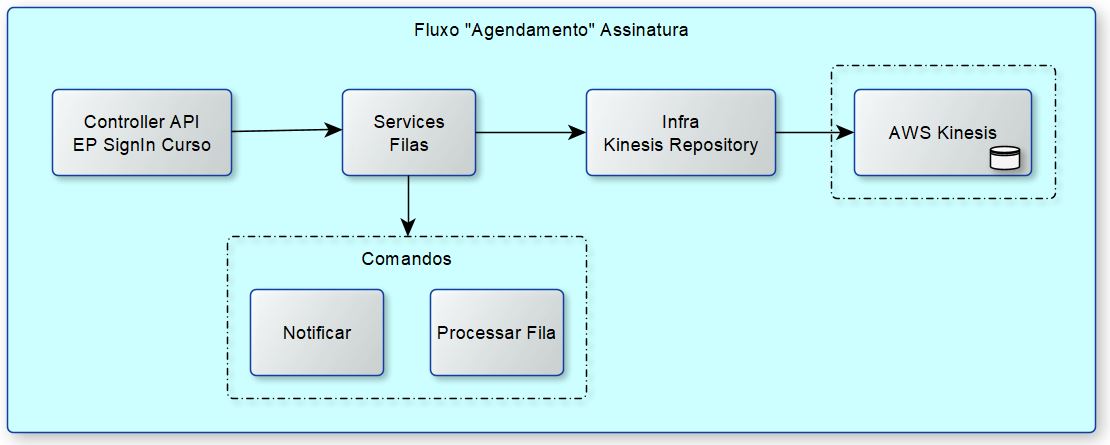 Fluxo "Agendamento" Assinatura
Controller API
EP SignIn Curso
Services
Filas
Infra
Kinesis Repository
AWS Kinesis
Comandos
Notificar
Processar Fila